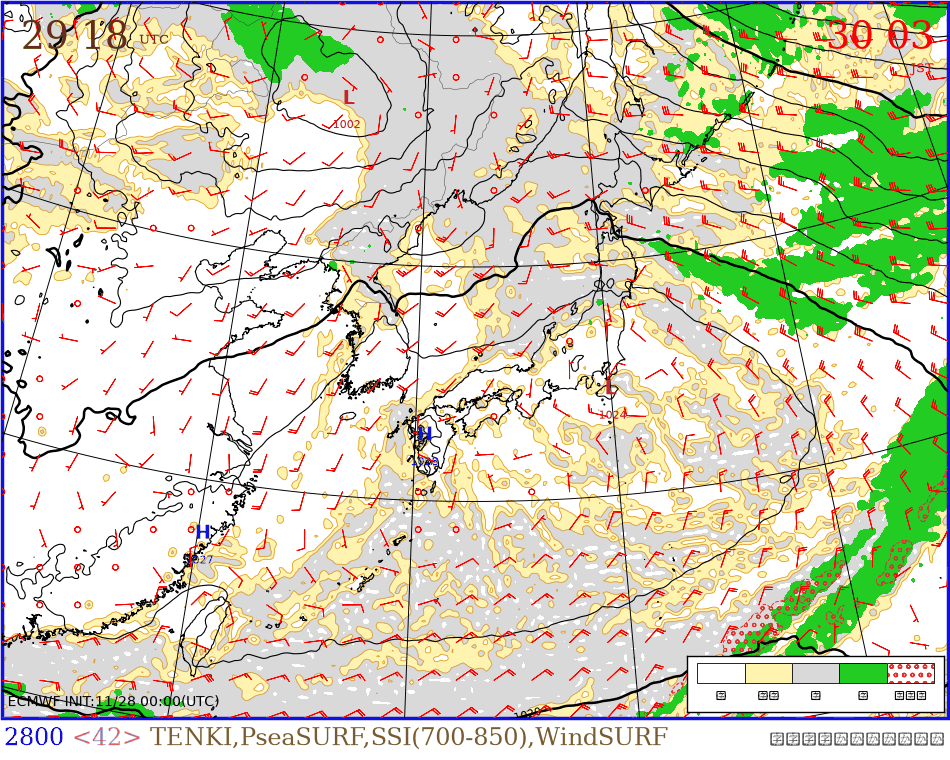 29 18 UTC
30 03
JST
L
1002
L
1024
H
H
1020
ECMWF INIT:11/28 00:00(UTC)
2800 <42> TENKI,PseaSURF,SSI(700-850),WindSURF